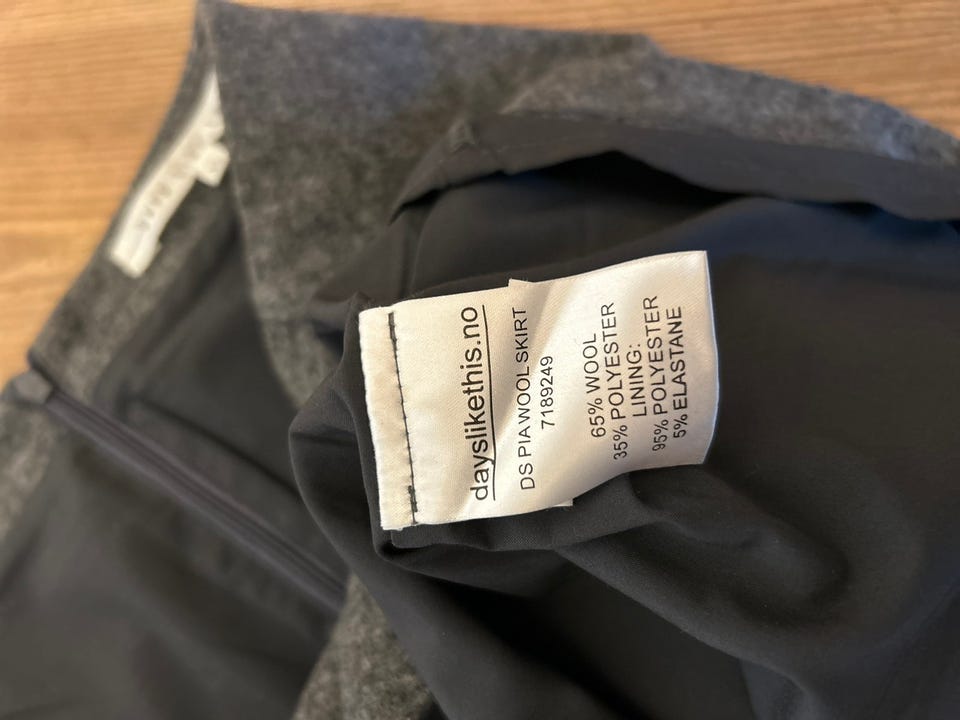 dayslikethis.no
DS PIA WOOL SKIRT
7189249
65% WOOL
35% POLYESTER
LINING:
95% POLYESTER
5% ELASTANE